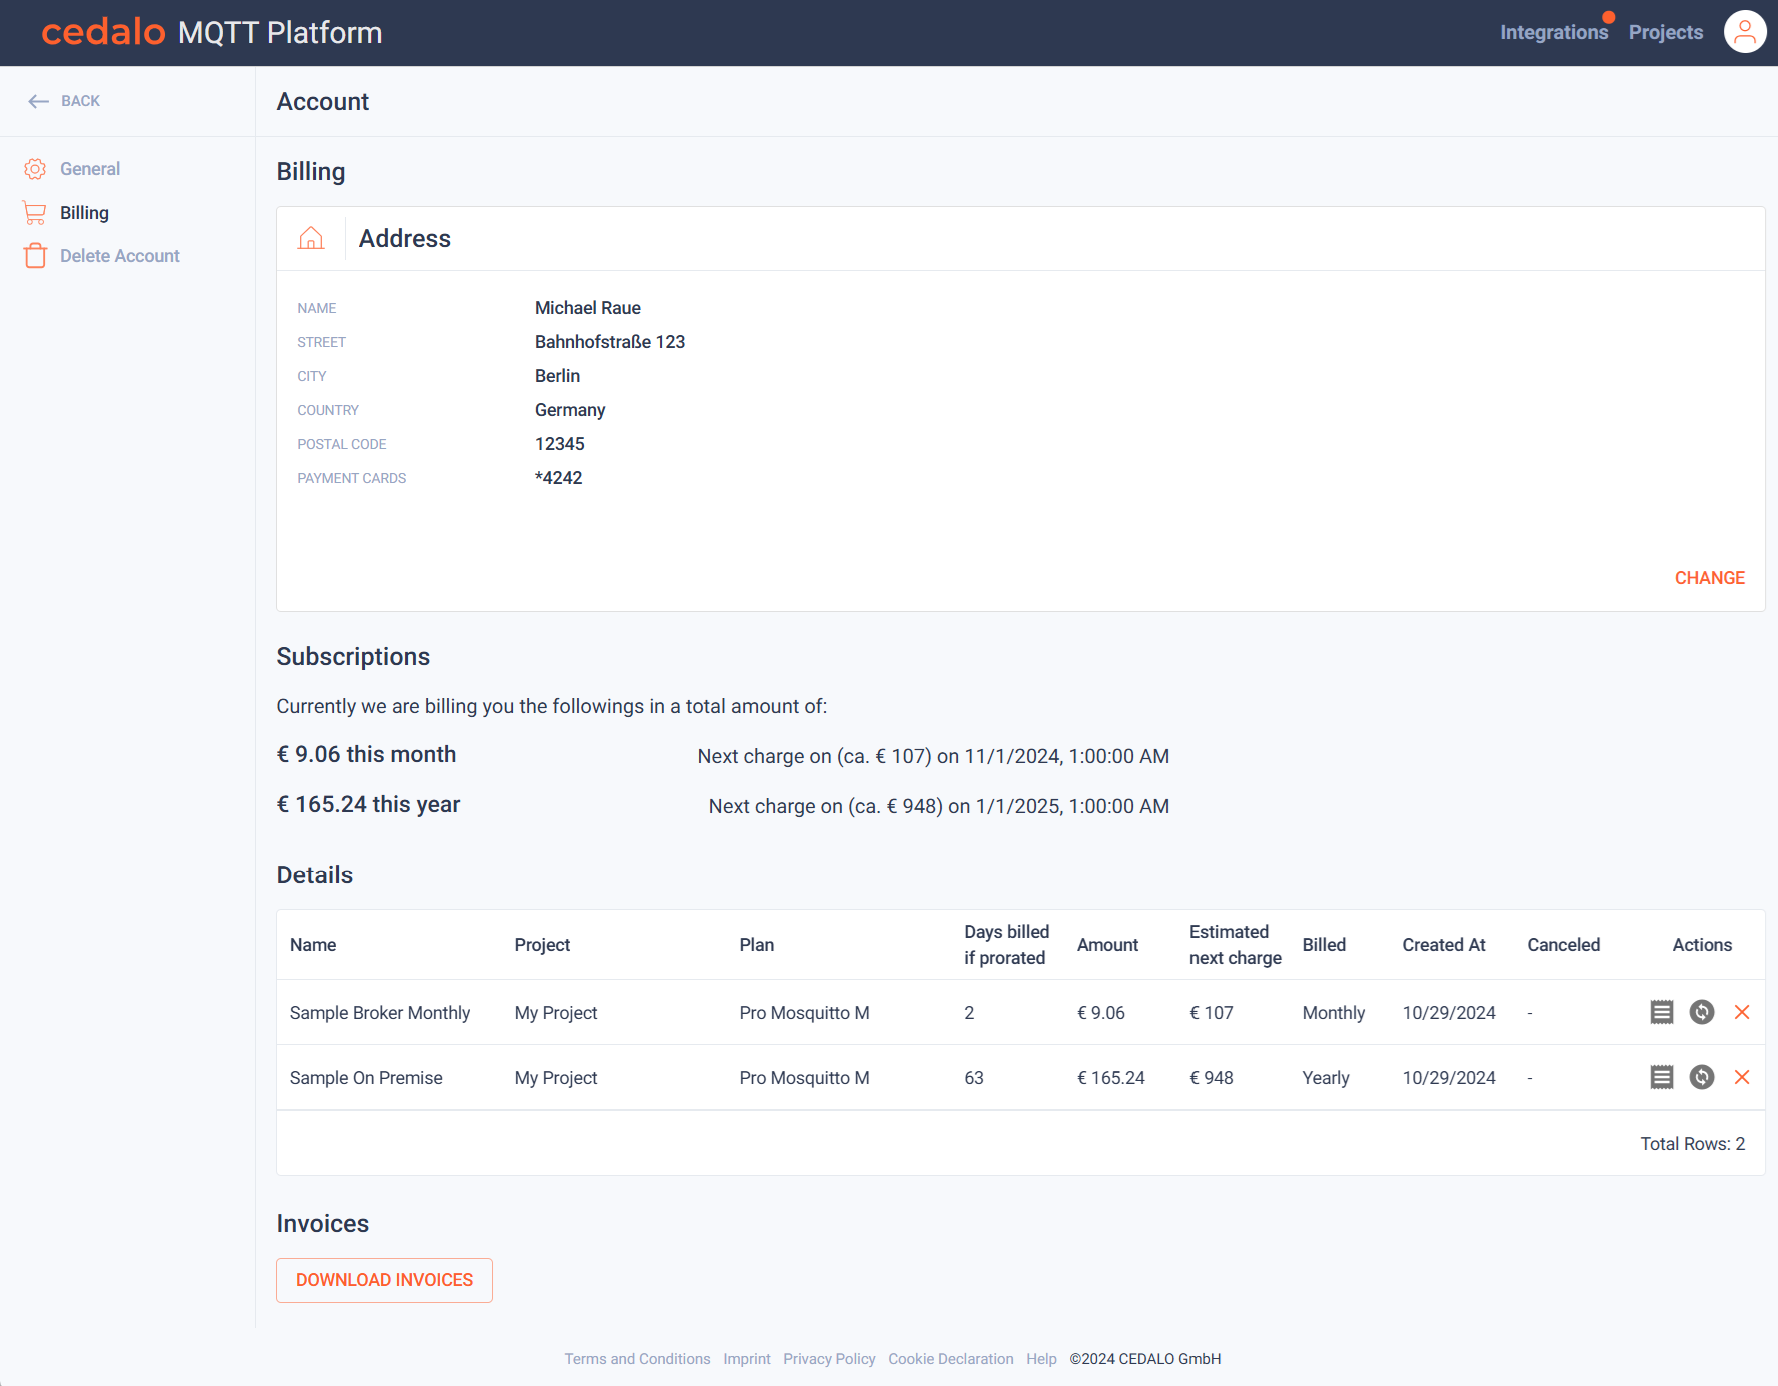 cedalo MQTT Platform
Integrations Projects
BACK
Account
General
Billing
Delete Account
Billing
Address
NAME Michael Raue
STREET Bahnhofstraße 123
CITY Berlin
COUNTRY Germany
POSTAL CODE 12345
PAYMENT CARDS *4242
CHANGE
Subscriptions
Currently we are billing you the followings in a total amount of:
€ 9.06 this month Next charge on (ca. € 107) on 11/1/2024, 1:00:00 AM
€ 165.24 this year Next charge on (ca. € 948) on 1/1/2025, 1:00:00 AM
Details
Name Project Plan Days billed if prorated Amount Estimated next charge Billed Created At Canceled Actions
Sample Broker Monthly My Project Pro Mosquitto M 2 € 9.06 € 107 Monthly 10/29/2024 -
Sample On Premise My Project Pro Mosquitto M 63 € 165.24 € 948 Yearly 10/29/2024 -
Total Rows: 2
Invoices
DOWNLOAD INVOICES
Terms and Conditions Imprint Privacy Policy Cookie Declaration Help ©2024 CEDALO GmbH